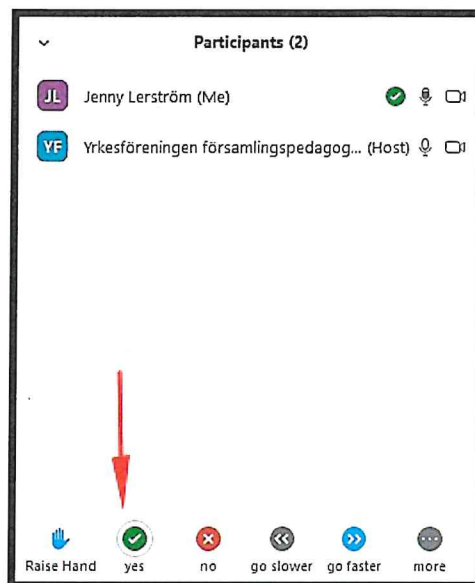 Participants (2)
JL Jenny Lerström (Me)
YF Yrkesföreningen församlingspedagog... (Host)
Raise Hand yes no go slower go faster more